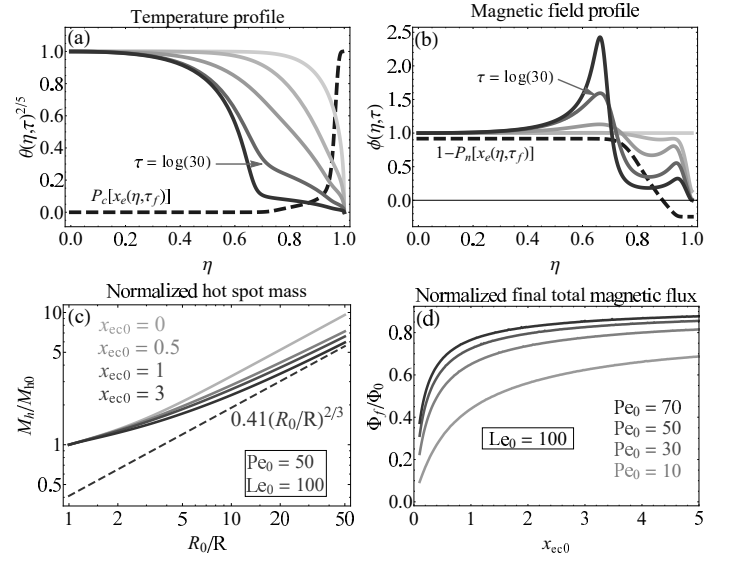 Temperature profile
(a)
1.0
0.8
0.6
0.4
0.2
0.0
θ(η,τ)^{2/5}
τ = log(30)
P_c[x_e(η,τ_f)]
0.0 0.2 0.4 0.6 0.8 1.0
η
Magnetic field profile
(b)
2.5
2.0
1.5
1.0
0.5
0.0
ϕ(η,τ)
τ = log(30)
1−P_n[x_e(η,τ_f)]
0.0 0.2 0.4 0.6 0.8 1.0
η
Normalized hot spot mass
(c)
10
5
2
1
0.5
M_h/M_{h0}
x_{ec0} = 0
x_{ec0} = 0.5
x_{ec0} = 1
x_{ec0} = 3
0.41(R_0/R)^{2/3}
Pe_0 = 50
Le_0 = 100
1 2 5 10 20 50
R_0/R
Normalized final total magnetic flux
(d)
0.8
0.6
0.4
0.2
0.0
Φ_f/Φ_0
Le_0 = 100
Pe_0 = 70
Pe_0 = 50
Pe_0 = 30
Pe_0 = 10
0 1 2 3 4 5
x_{ec0}